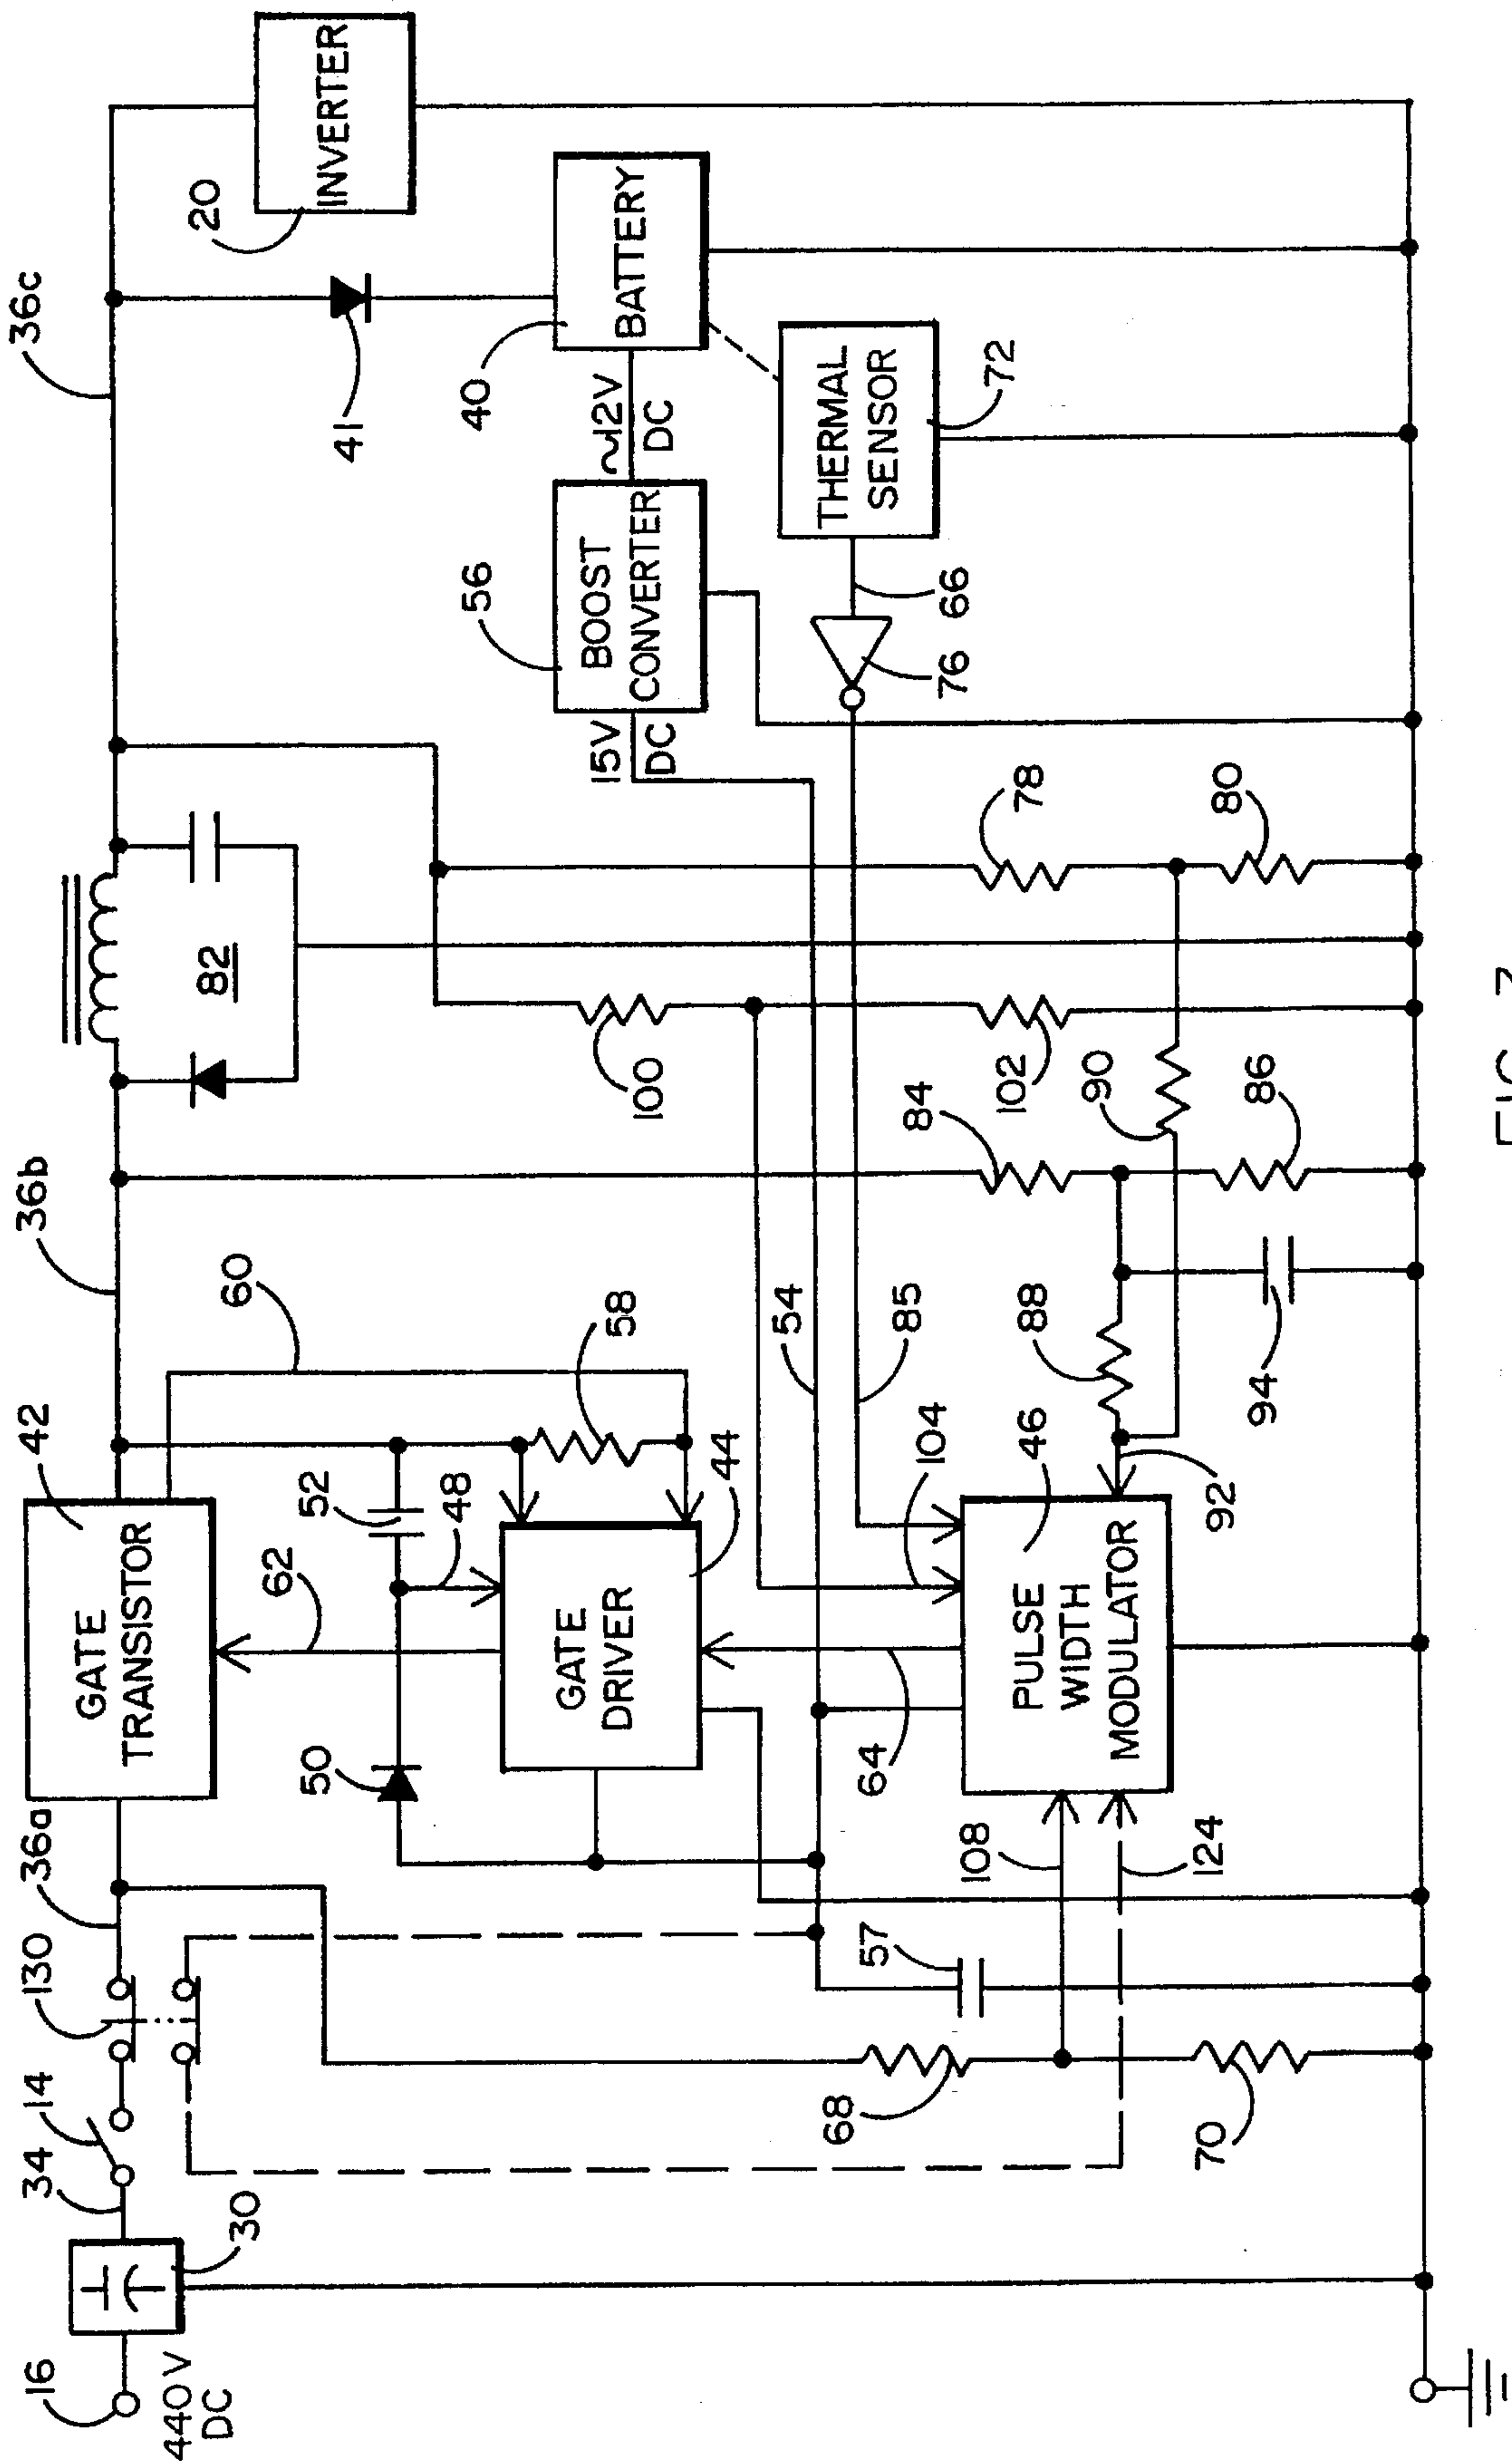 16
34
14
130
36a
42
36b
36c
440V
DC
30
GATE
TRANSISTOR
60
82
20
INVERTER
50
62
52
48
58
41
GATE
DRIVER
44
100
56
BOOST
CONVERTER
15V
DC
~12V
DC
40
BATTERY
54
85
64
104
84
THERMAL
SENSOR
72
66
76
57
68
108
124
70
PULSE
WIDTH
MODULATOR
46
92
88
94
90
102
86
78
80